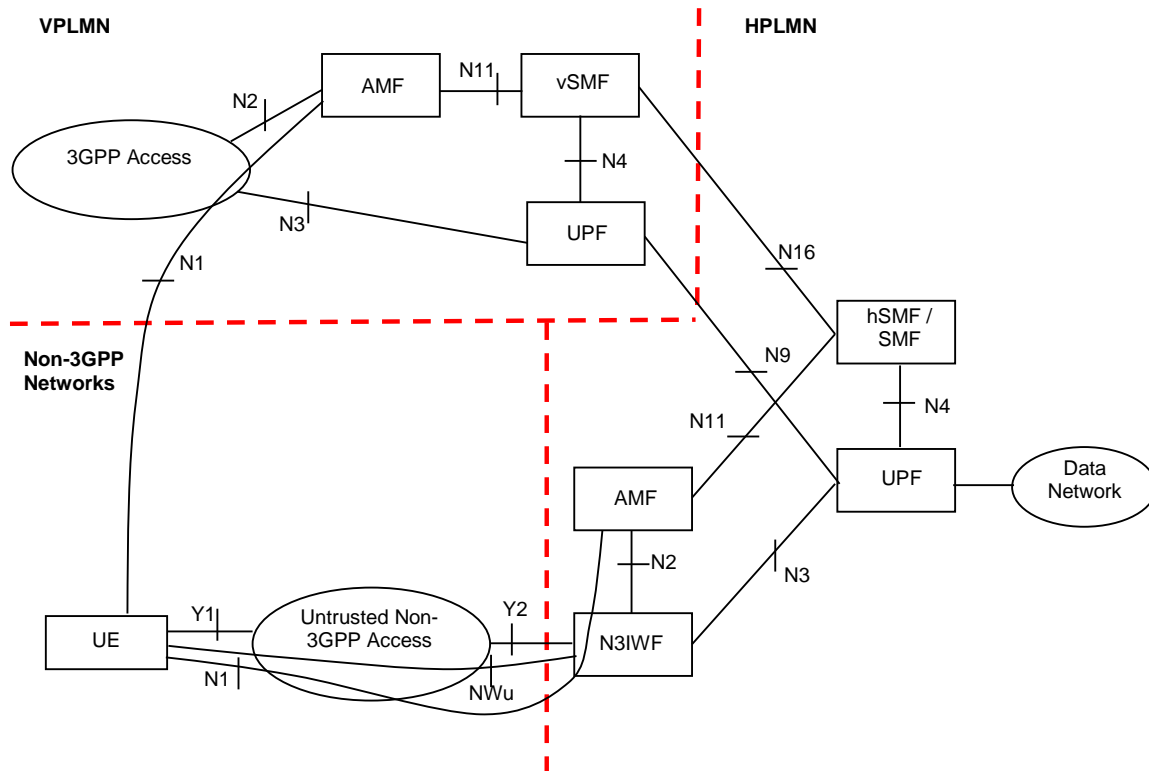 VPLMN
HPLMN
N11
AMF
vSMF
N2
3GPP Access
N4
N3
UPF
N1
N16
hSMF /
SMF
Non-3GPP
Networks
N9
N4
N11
AMF
UPF
Data
Network
N2
N3
Y1
Untrusted Non-
3GPP Access
Y2
UE
N3IWF
N1
NWu